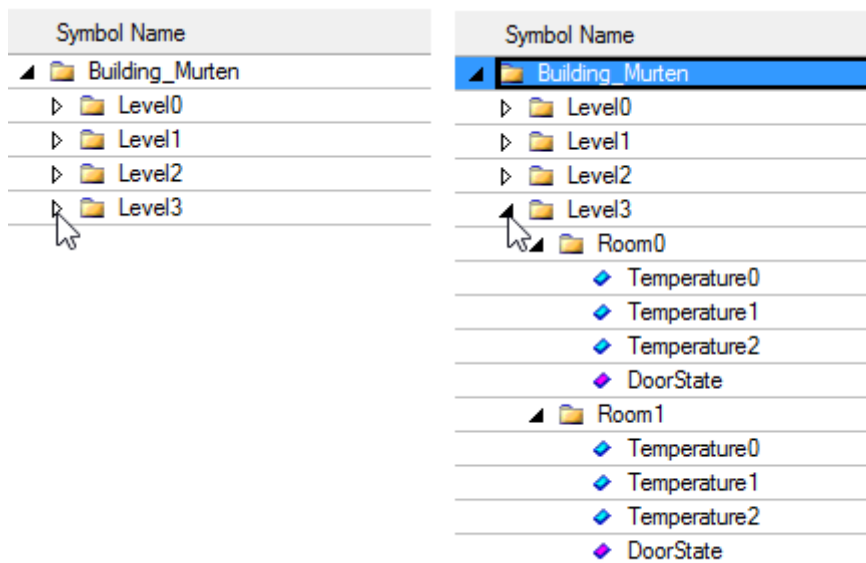 Symbol Name
Building_Murten
Level0
Level1
Level2
Level3
Symbol Name
Building_Murten
Level0
Level1
Level2
Level3
Room0
Temperature0
Temperature1
Temperature2
DoorState
Room1
Temperature0
Temperature1
Temperature2
DoorState